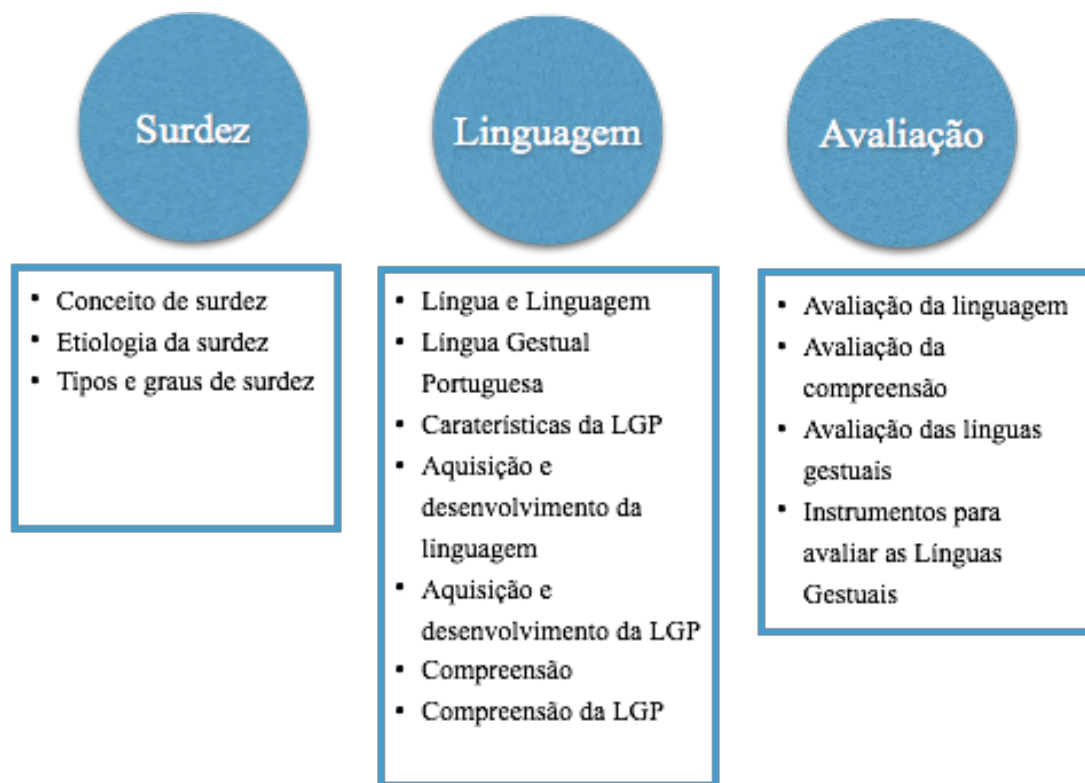 Surdez
• Conceito de surdez
• Etiologia da surdez
• Tipos e graus de surdez
Linguagem
• Língua e Linguagem
• Língua Gestual
Portuguesa
• Caraterísticas da LGP
• Aquisição e
desenvolvimento da
linguagem
• Aquisição e
desenvolvimento da LGP
• Compreensão
• Compreensão da LGP
Avaliação
• Avaliação da linguagem
• Avaliação da
compreensão
• Avaliação das linguas
gestuais
• Instrumentos para
avaliar as Línguas
Gestuais